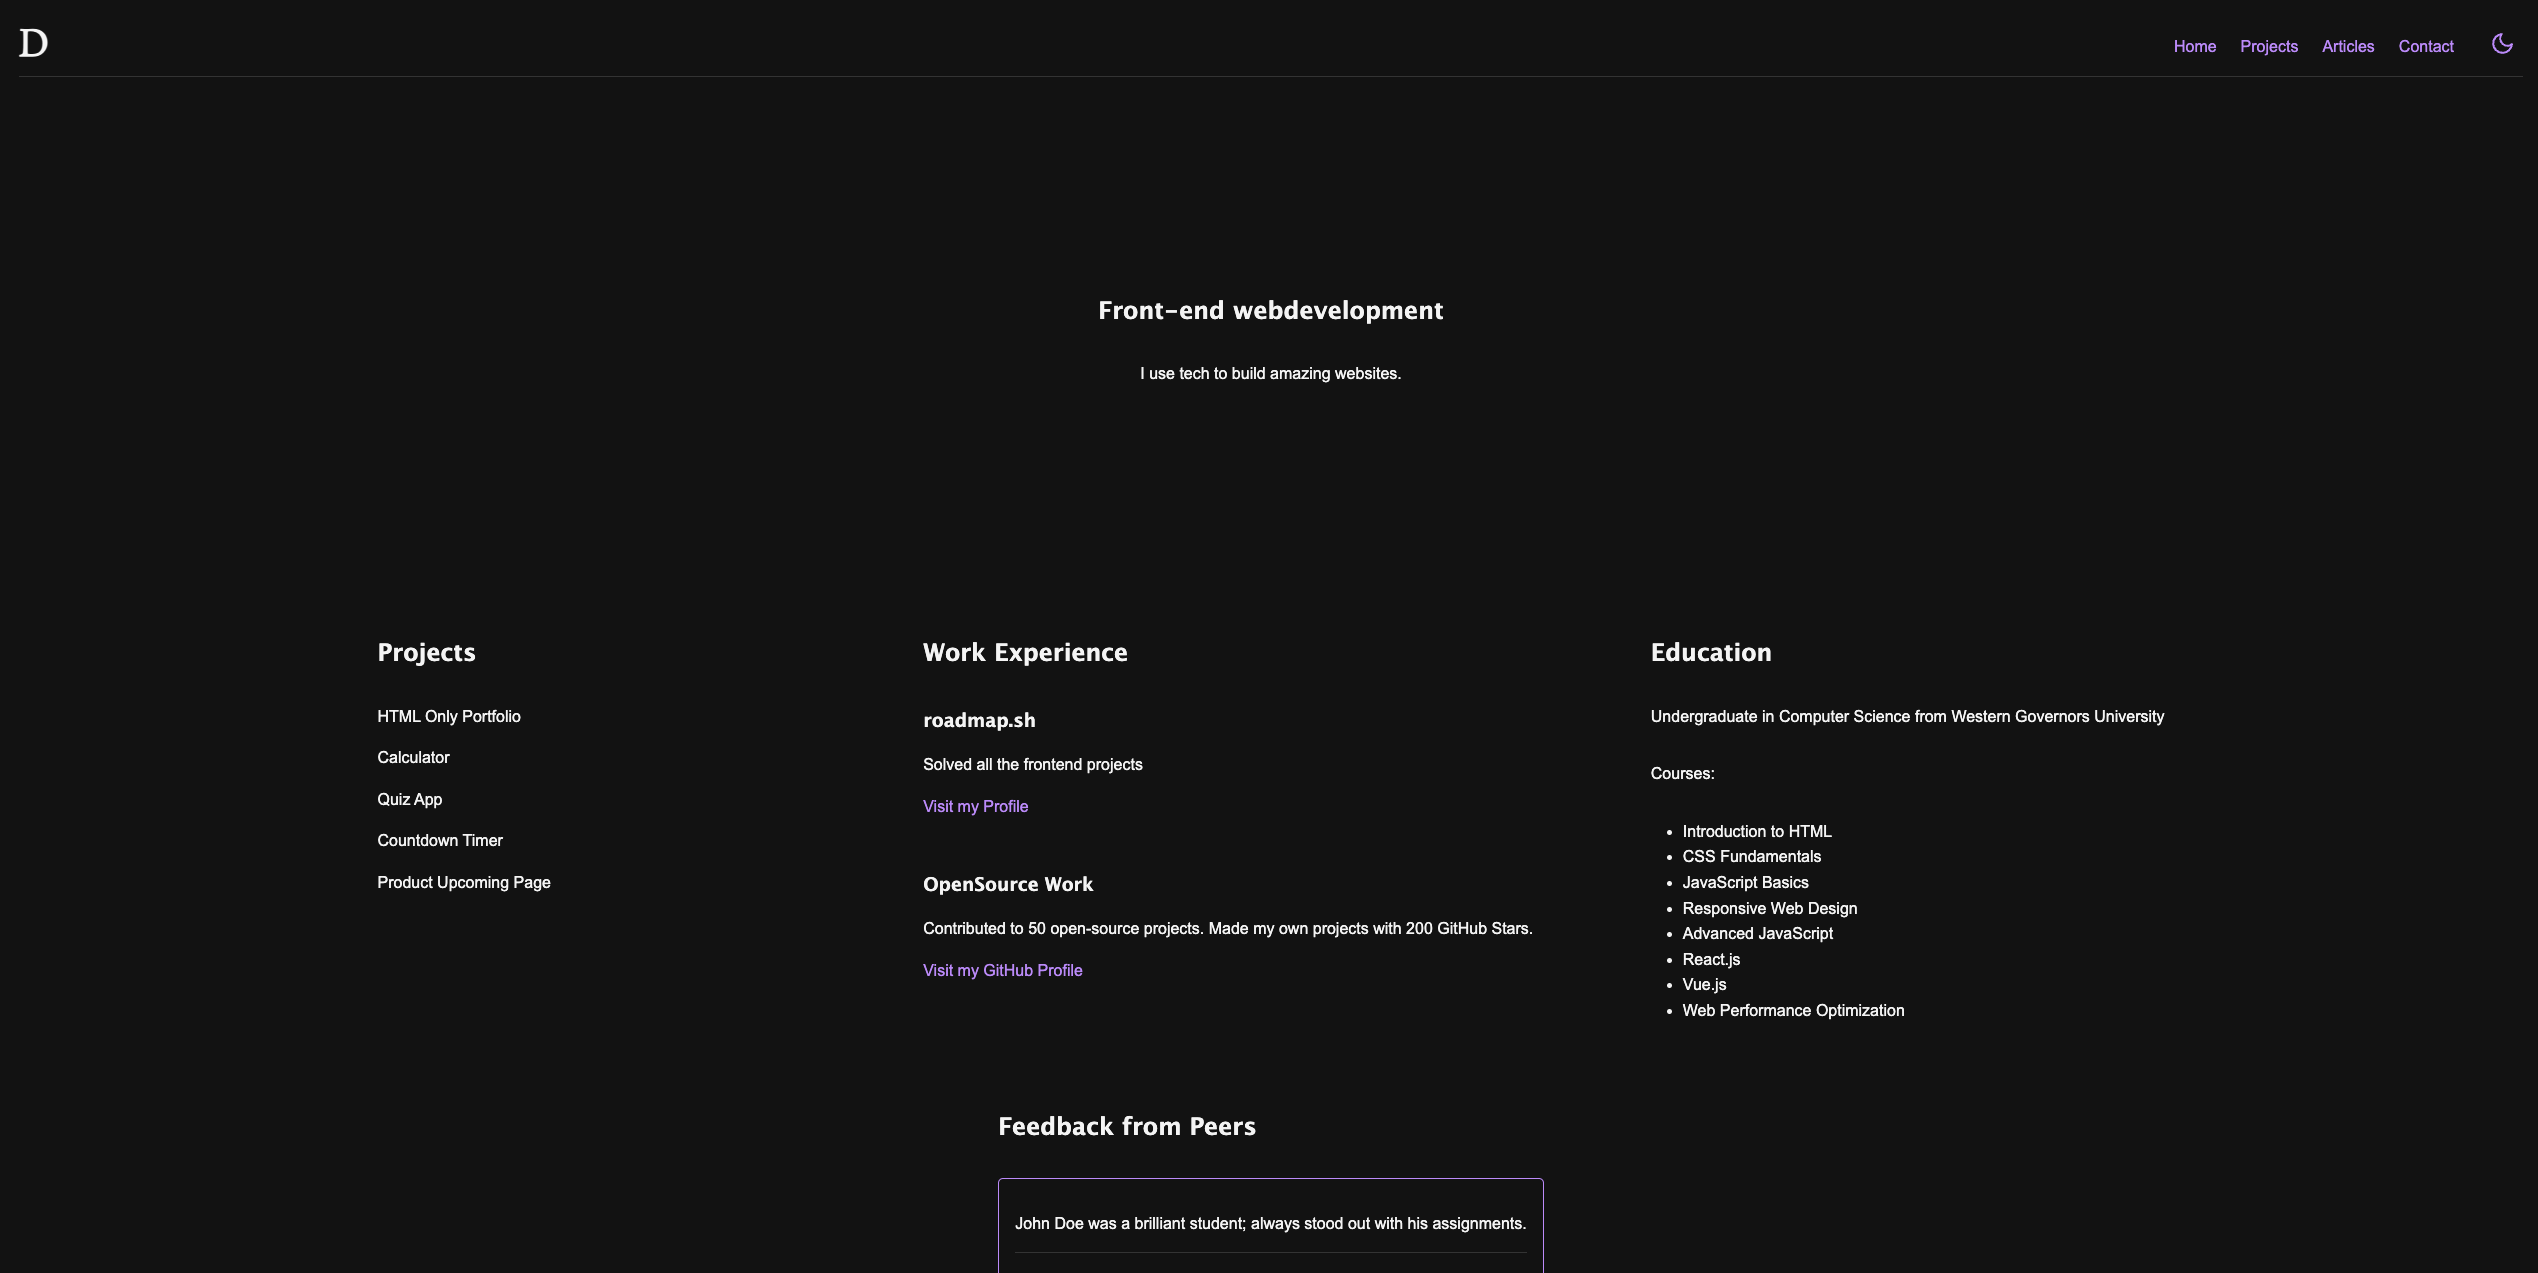 D
Home Projects Articles Contact
Front-end webdevelopment
I use tech to build amazing websites.
Projects
HTML Only Portfolio
Calculator
Quiz App
Countdown Timer
Product Upcoming Page
Work Experience
roadmap.sh
Solved all the frontend projects
Visit my Profile
OpenSource Work
Contributed to 50 open-source projects. Made my own projects with 200 GitHub Stars.
Visit my GitHub Profile
Education
Undergraduate in Computer Science from Western Governors University
Courses:
• Introduction to HTML
• CSS Fundamentals
• JavaScript Basics
• Responsive Web Design
• Advanced JavaScript
• React.js
• Vue.js
• Web Performance Optimization
Feedback from Peers
John Doe was a brilliant student; always stood out with his assignments.